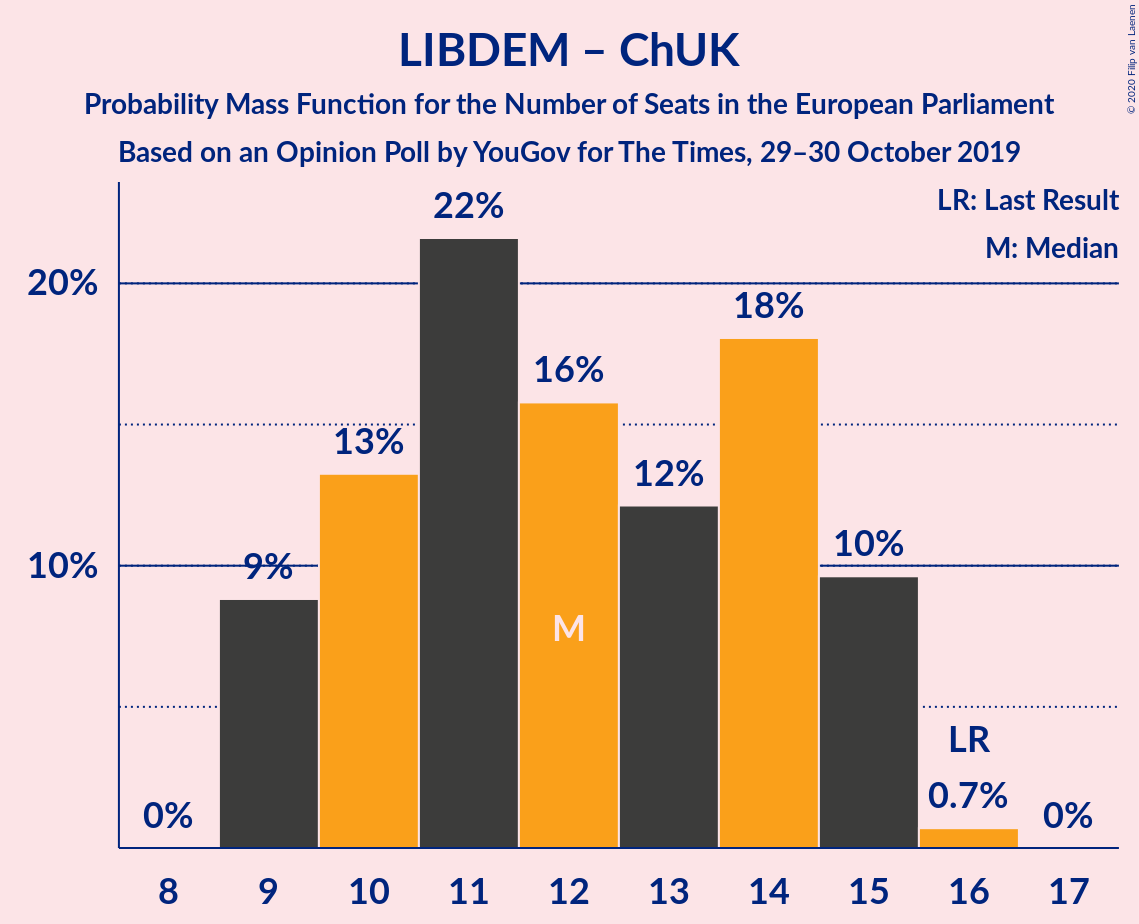 LIBDEM – ChUK
Probability Mass Function for the Number of Seats in the European Parliament
Based on an Opinion Poll by YouGov for The Times, 29–30 October 2019
© 2020 Filip van Laenen
LR: Last Result
M: Median
20%
10%
0%
9%
13%
22%
16%
12%
18%
10%
0.7%
0%
M
LR
8 9 10 11 12 13 14 15 16 17